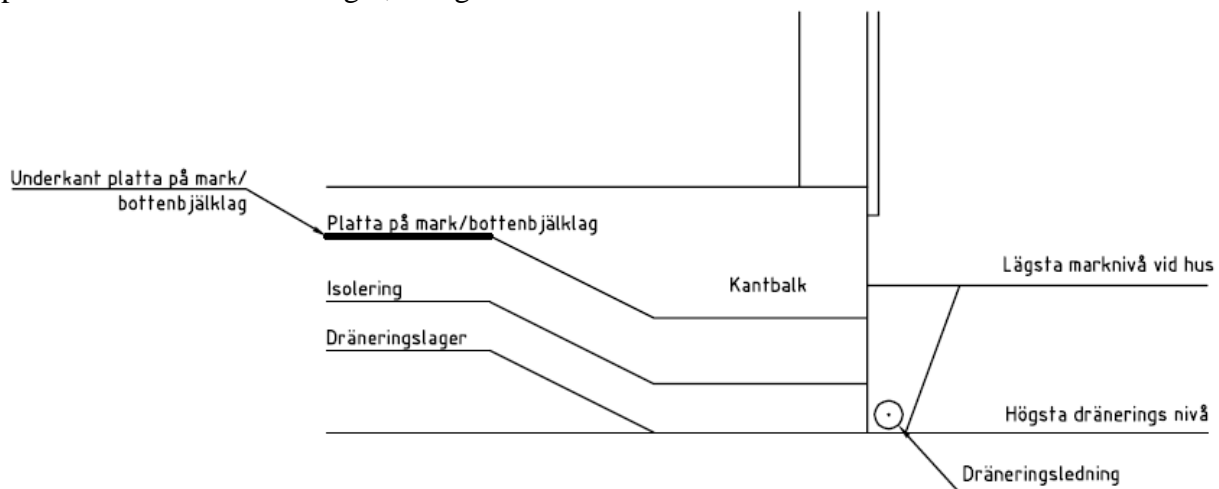 Underkant platta på mark/
bottenbjälklag
Platta på mark/bottenbjälklag
Lägsta marknivå vid hus
Isolering
Kantbalk
Dräneringslager
Högsta dränerings nivå
Dräneringsledning